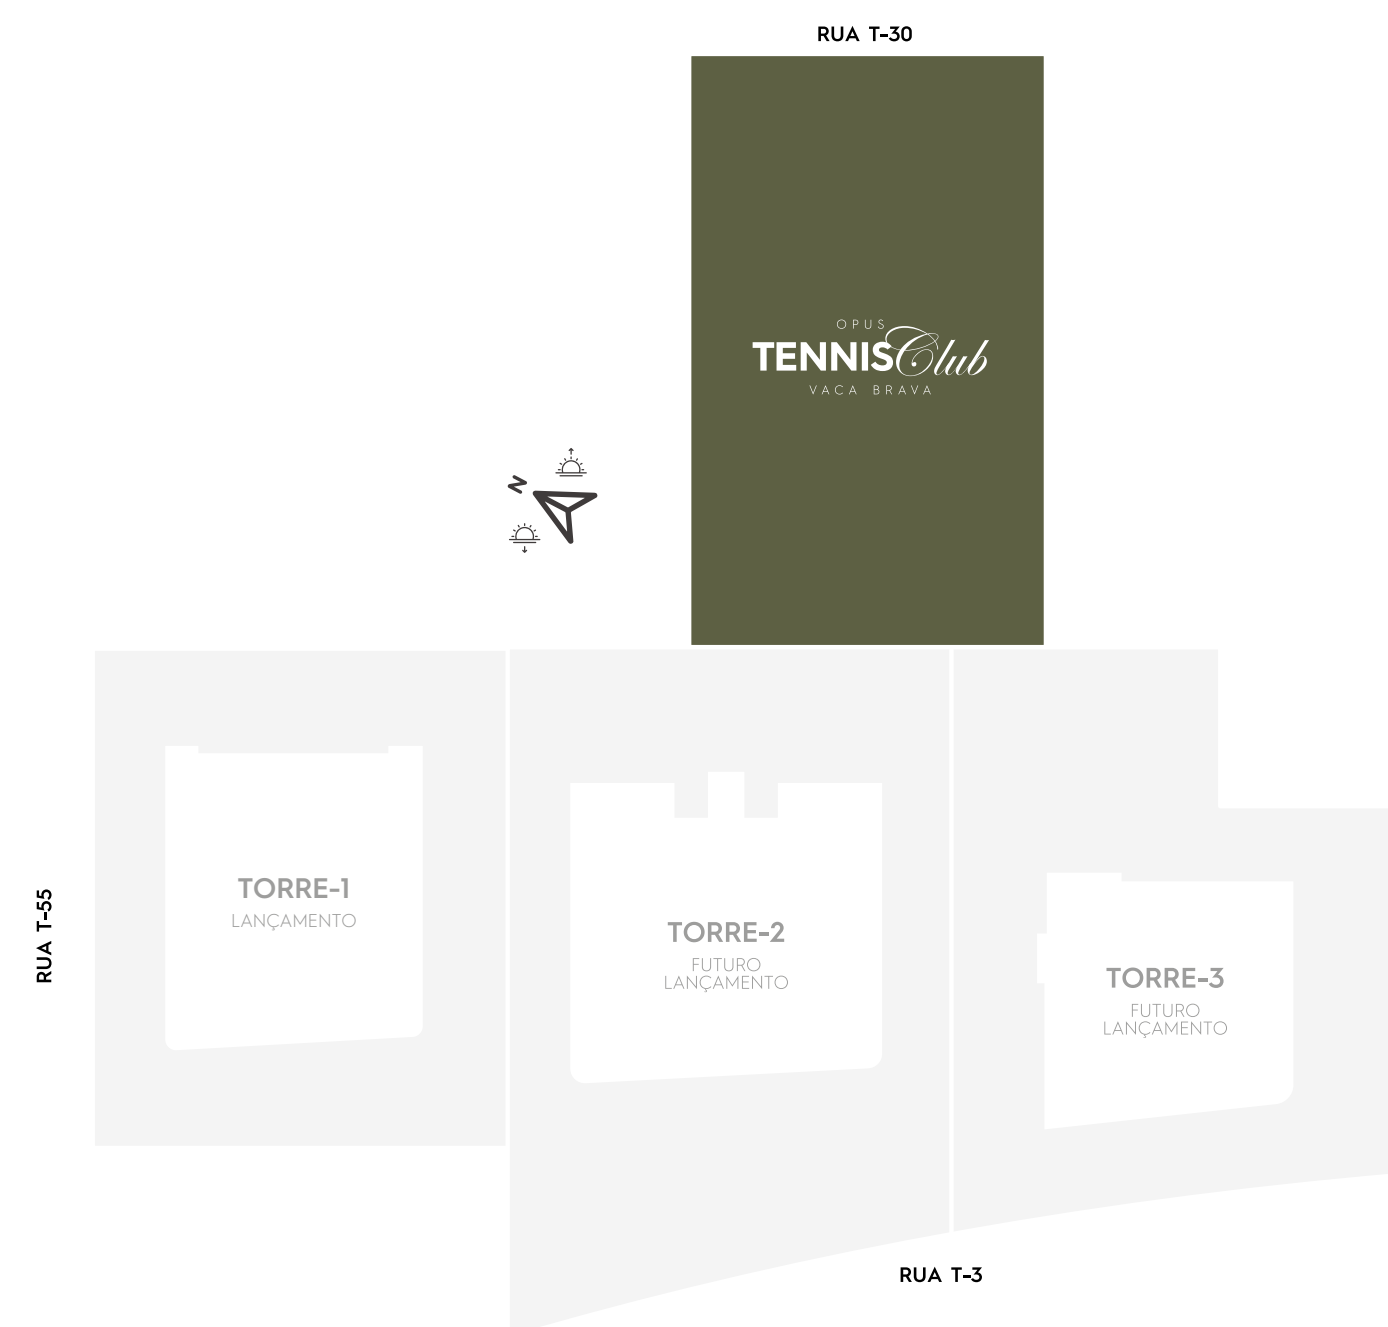 RUA T-30
OPUS
TENNIS Club
VACA BRAVA
N
RUA T-55
TORRE-1
LANÇAMENTO
TORRE-2
FUTURO
LANÇAMENTO
TORRE-3
FUTURO
LANÇAMENTO
RUA T-3